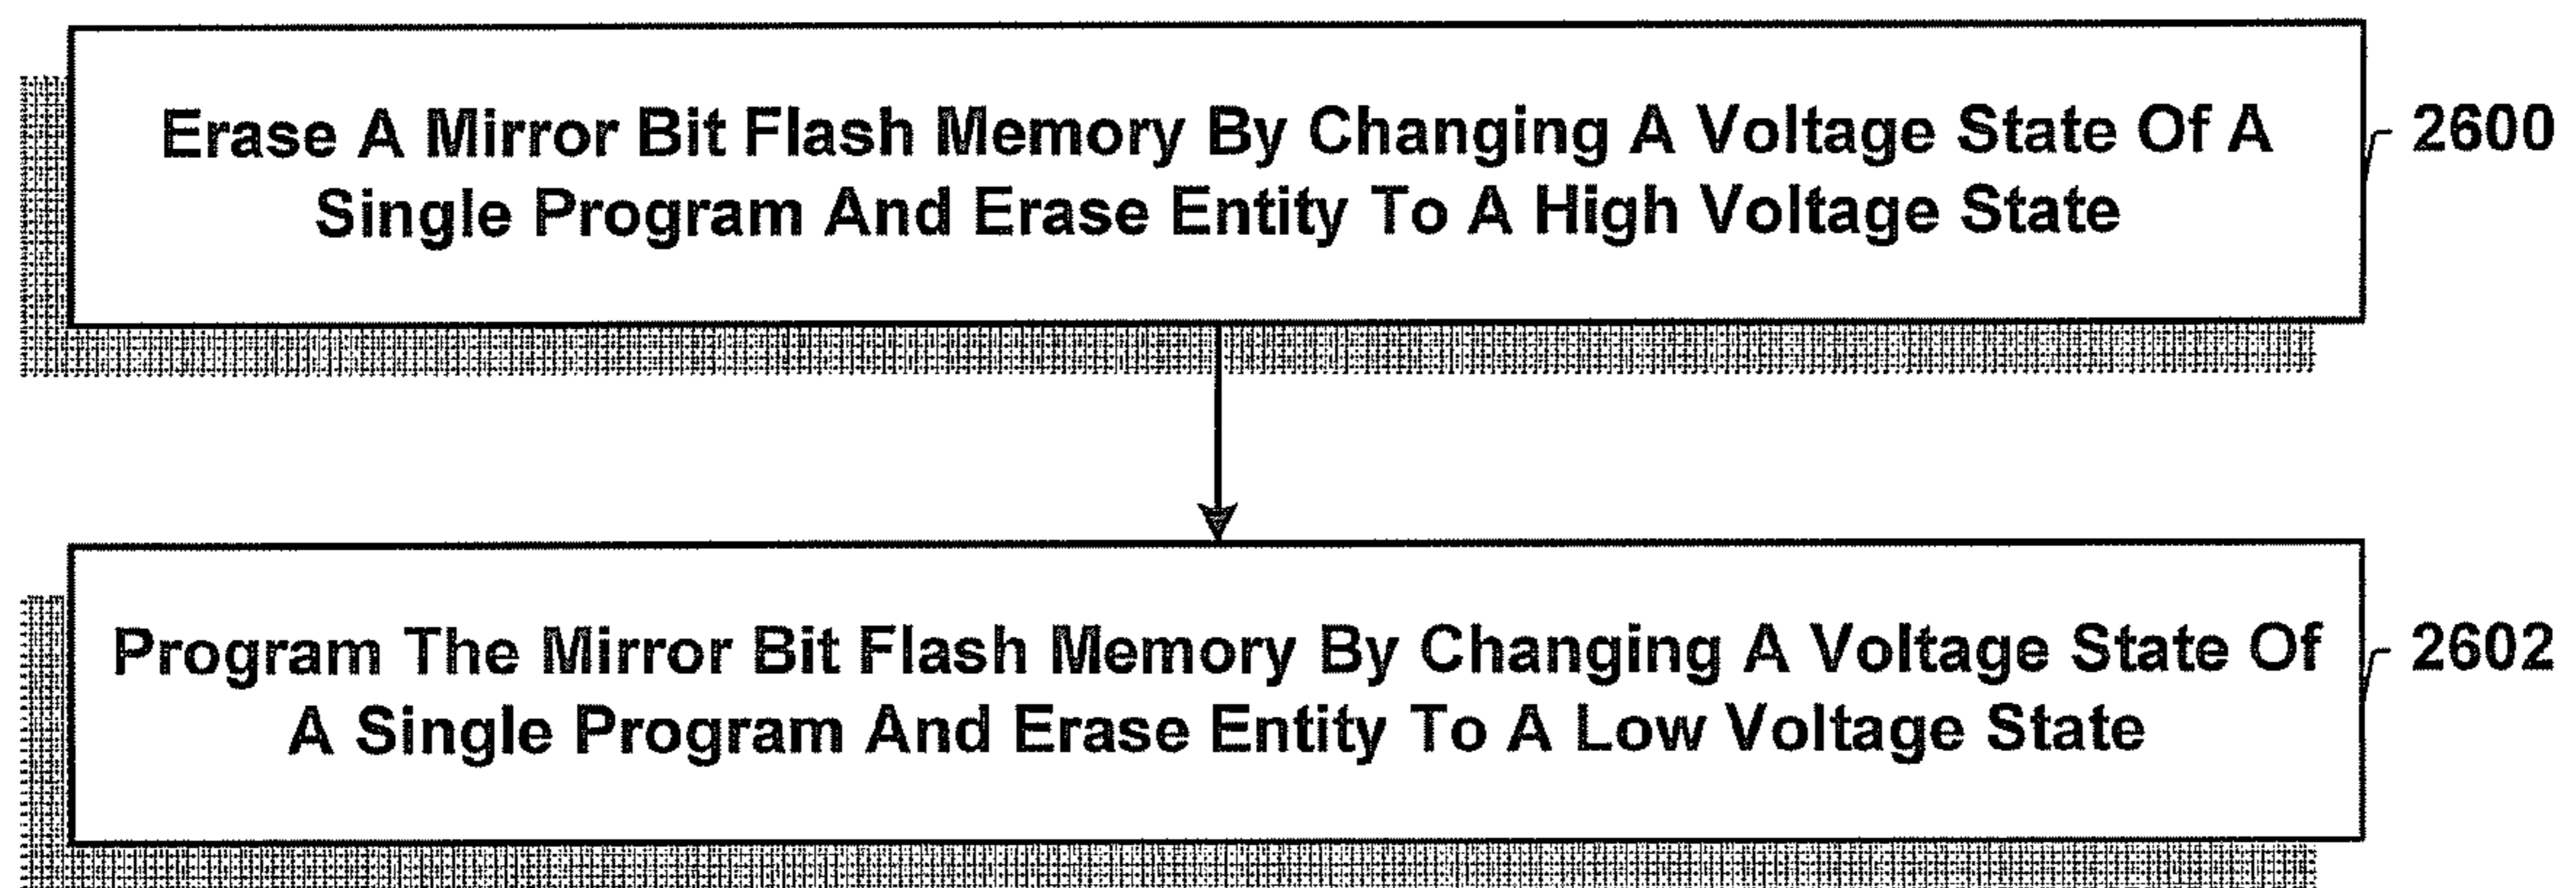 Erase A Mirror Bit Flash Memory By Changing A Voltage State Of A
Single Program And Erase Entity To A High Voltage State
2600
Program The Mirror Bit Flash Memory By Changing A Voltage State Of
A Single Program And Erase Entity To A Low Voltage State
2602